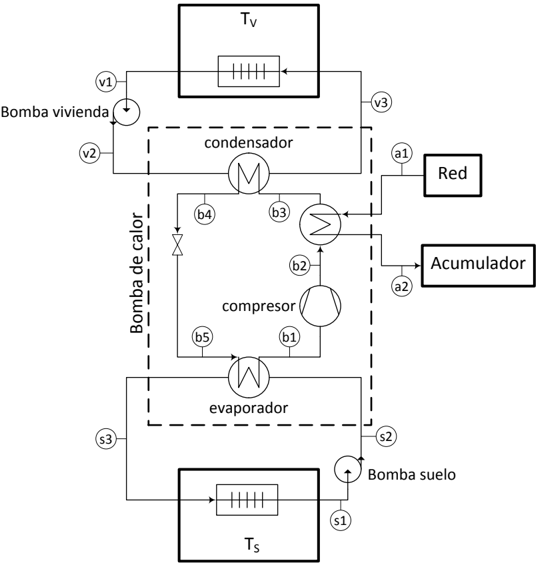 T_V
v1
Bomba vivienda
v3
v2
condensador
b4
b3
a1
Red
Bomba de calor
b2
Acumulador
a2
compresor
b5
b1
evaporador
s3
s2
Bomba suelo
s1
T_S